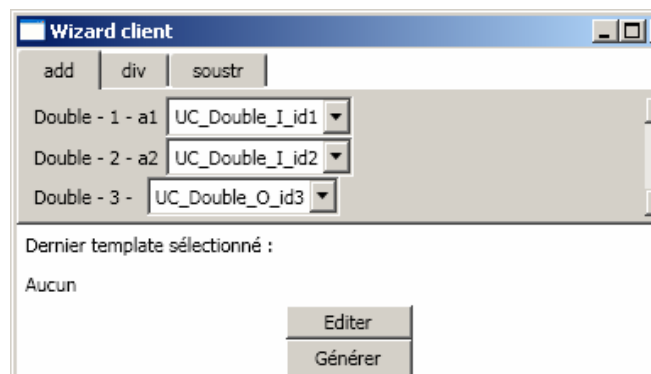 Wizard client
add div soustr
Double - 1 - a1 UC_Double_I_id1
Double - 2 - a2 UC_Double_I_id2
Double - 3 - UC_Double_O_id3
Dernier template sélectionné :
Aucun
Editer
Générer